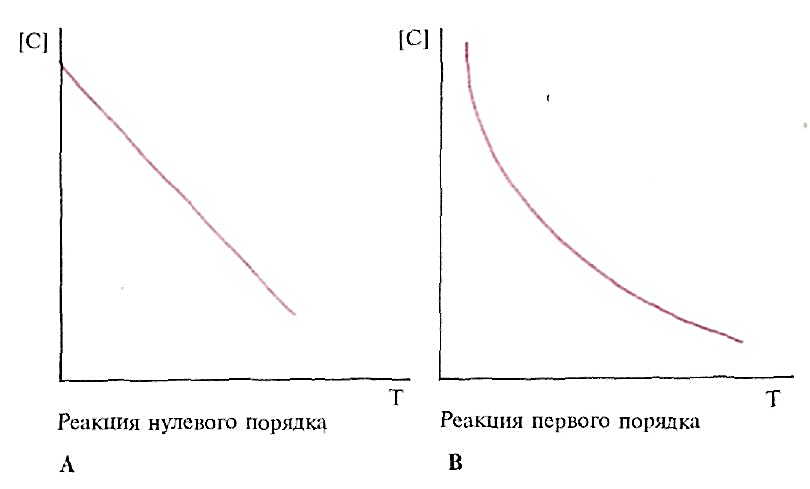 [C]
T
Реакция нулевого порядка
A
[C]
T
Реакция первого порядка
B